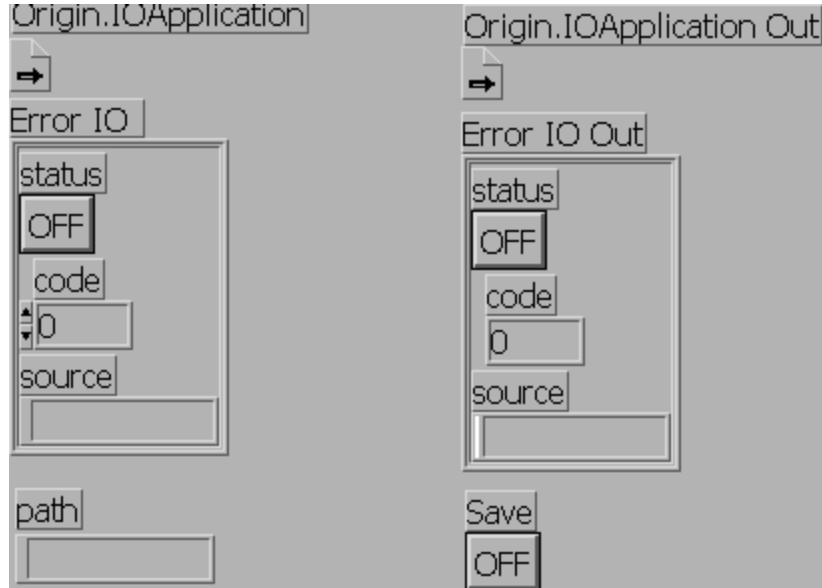 Origin.IOApplication
Error IO
status
OFF
code
0
source
path
Origin.IOApplication Out
Error IO Out
status
OFF
code
0
source
Save
OFF